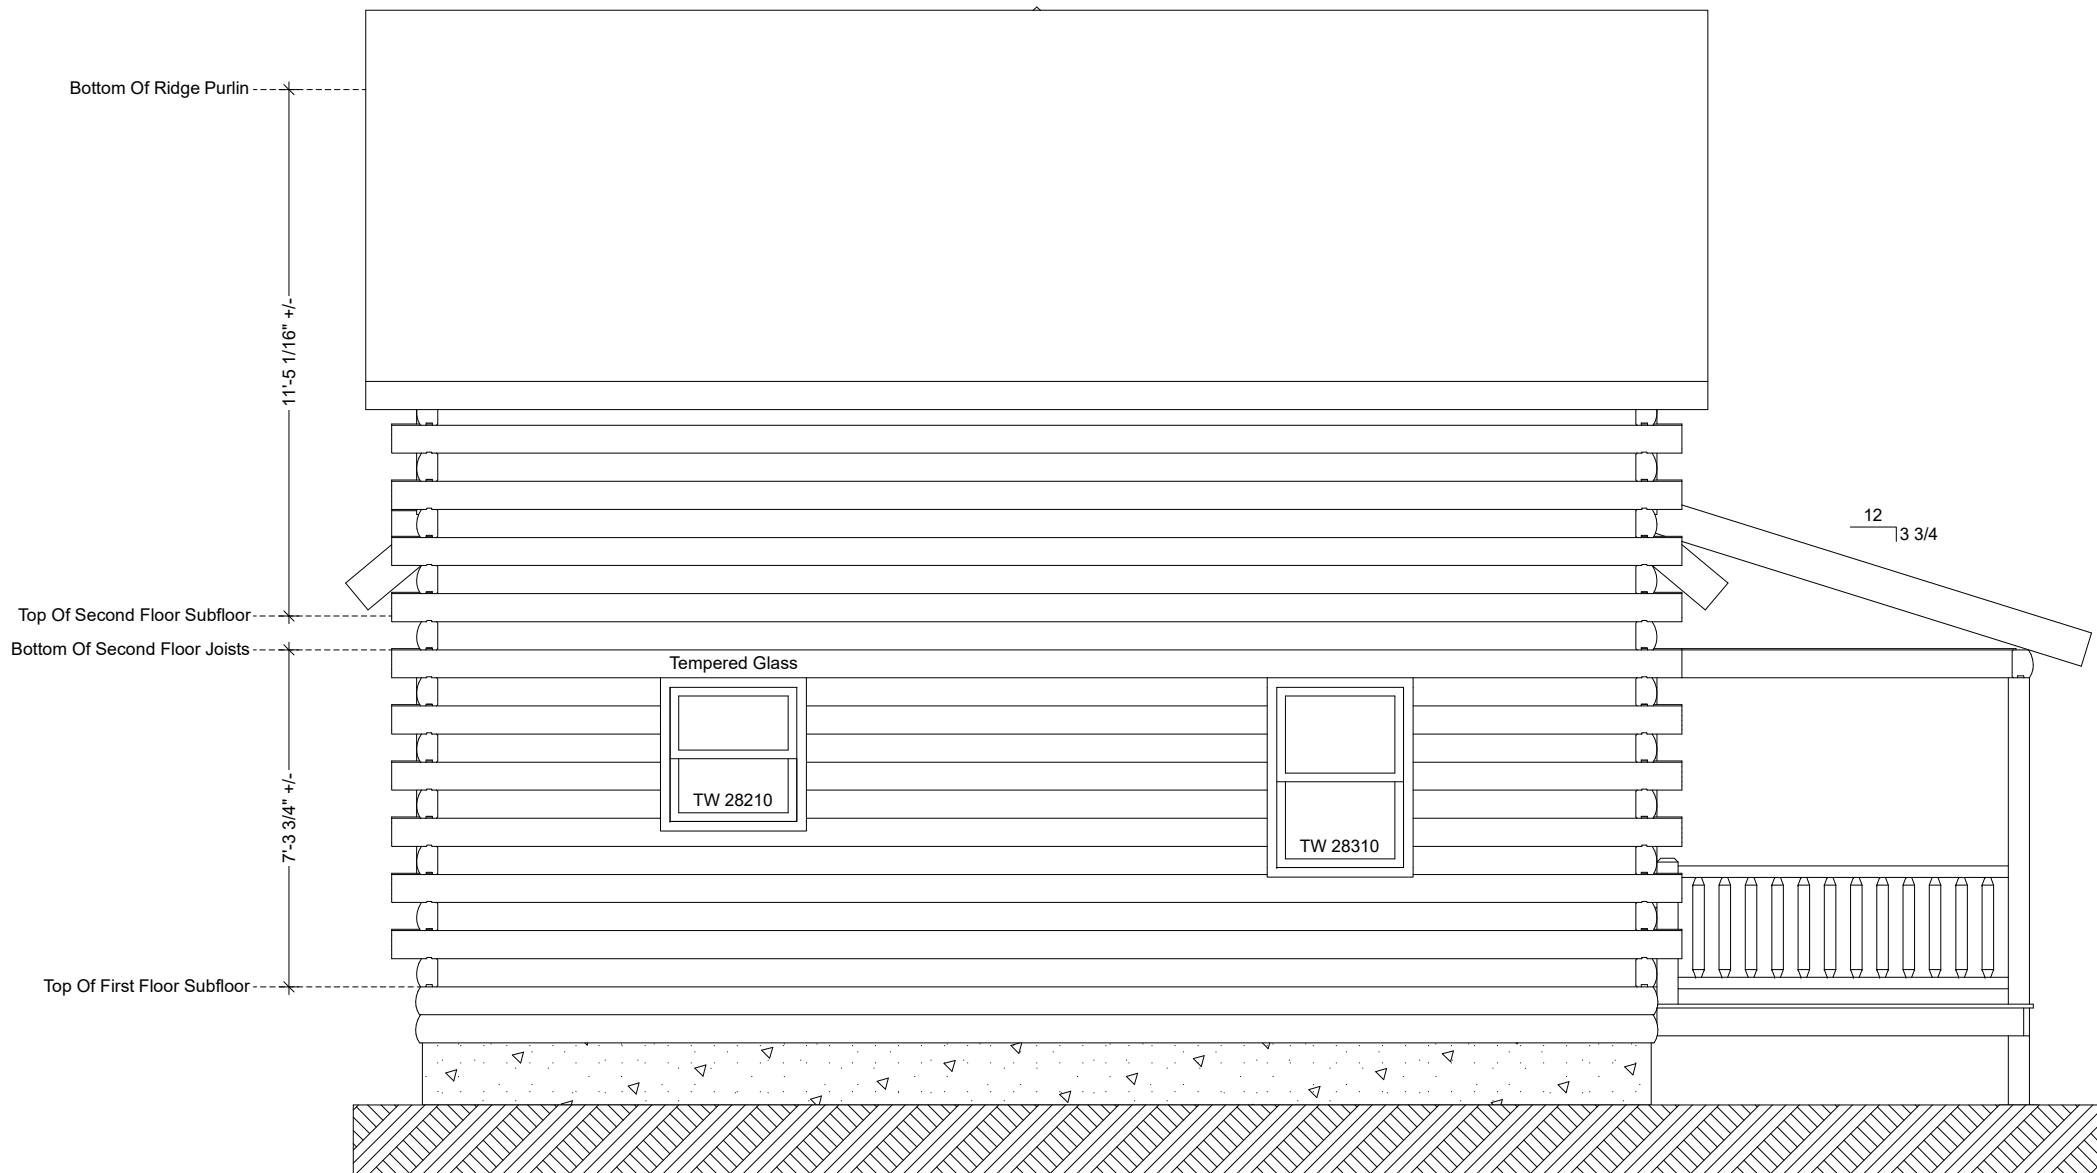 Bottom Of Ridge Purlin
11'-5 1/16" +/-
12
3 3/4
Top Of Second Floor Subfloor
Bottom Of Second Floor Joists
Tempered Glass
TW 28210
7'-3 3/4" +/-
TW 28310
Top Of First Floor Subfloor